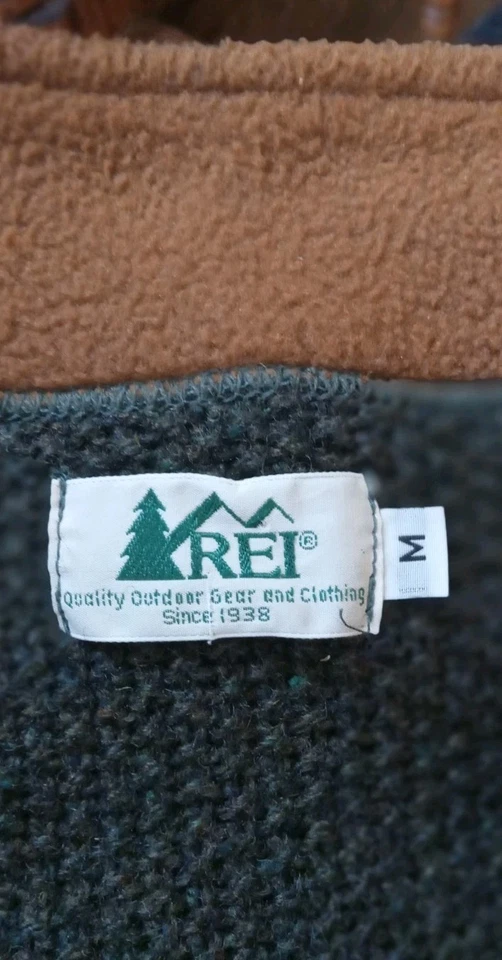 REI®
Quality Outdoor Gear and Clothing
Since 1938
M